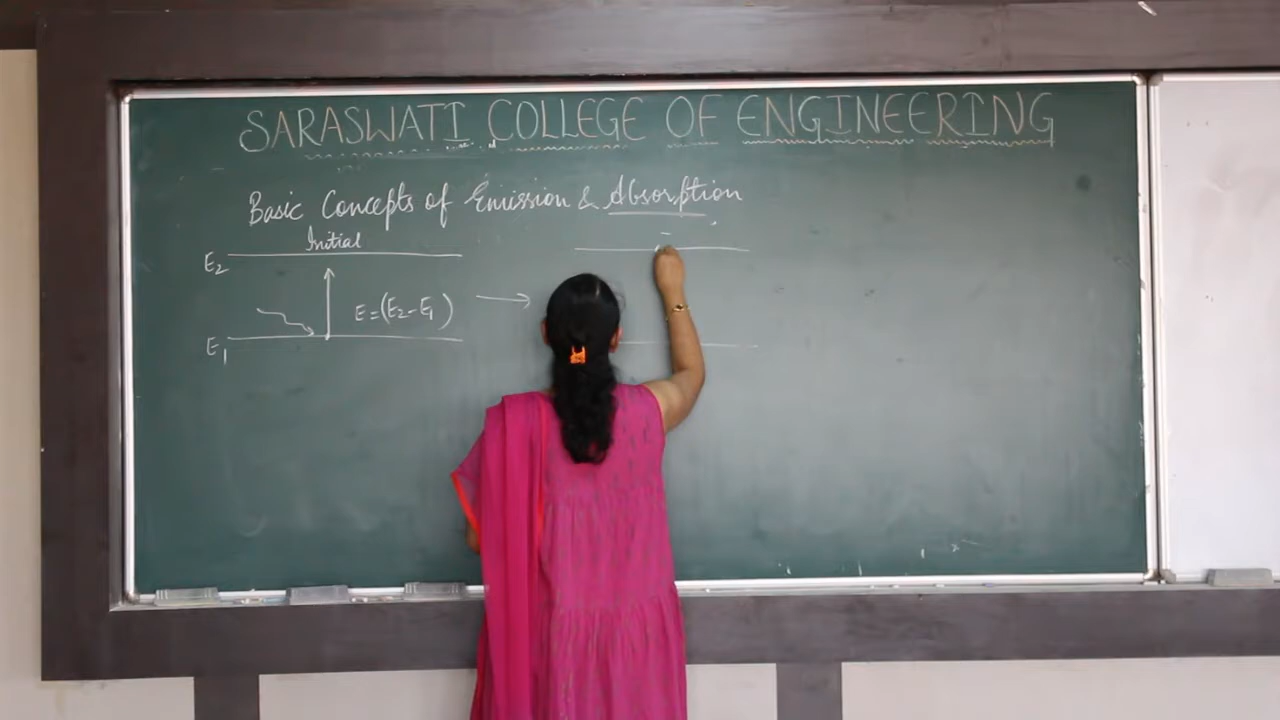 SARASWATI COLLEGE OF ENGINEERING
Basic Concepts of Emission & Absorption
Initial
E2
E=(E2-E1)
E1